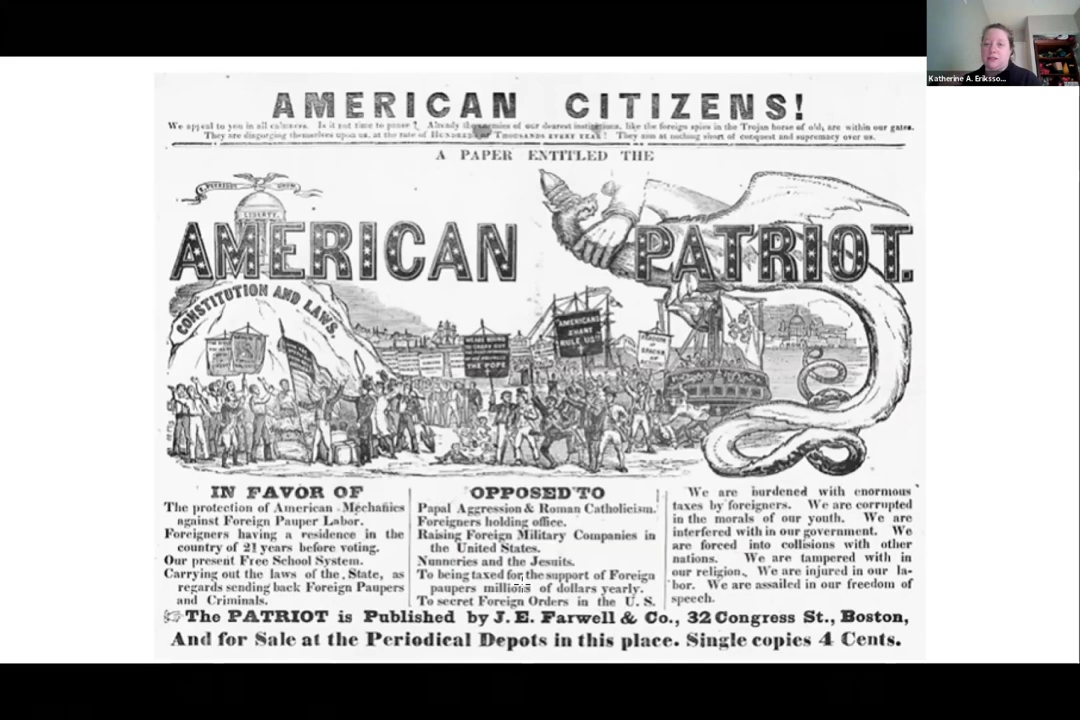 Katherine A. Eriksso...
AMERICAN CITIZENS!
We appeal to you in all calmness. Is it not time to pause? Already the enemies of our dearest institutions, like the foreign spies in the Trojan horse of old, are within our gates.
They are disgorging themselves upon us, at the rate of HUNDREDS OF THOUSANDS EVERY YEAR! They aim at nothing short of conquest and supremacy over us.
A PAPER ENTITLED THE
LIBERTY
AMERICAN PATRIOT.
CONSTITUTION AND LAWS.
AMERICANS
SHANT
RULE US!!
THE POPE
IN FAVOR OF
The protection of American Mechanics
against Foreign Pauper Labor.
Foreigners having a residence in the
country of 21 years before voting.
Our present Free School System.
Carrying out the laws of the State, as
regards sending back Foreign Paupers
and Criminals.
OPPOSED TO
Papal Aggression & Roman Catholicism.
Foreigners holding office.
Raising Foreign Military Companies in
the United States.
Nunneries and the Jesuits.
To being taxed for the support of Foreign
paupers millions of dollars yearly.
To secret Foreign Orders in the U. S.
We are burdened with enormous
taxes by foreigners. We are corrupted
in the morals of our youth. We are
interfered with in our government. We
are forced into collisions with other
nations. We are tampered with in
our religion. We are injured in our la-
bor. We are assailed in our freedom of
speech.
The PATRIOT is Published by J. E. Farwell & Co., 32 Congress St., Boston,
And for Sale at the Periodical Depots in this place. Single copies 4 Cents.